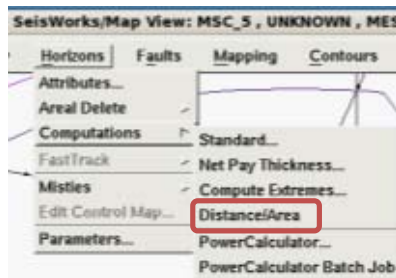 SeisWorks/Map View: MSC_5 , UNKNOWN , MES
Horizons Faults Mapping Contours
Attributes...
Areal Delete
Computations
FastTrack
Misties
Edit Control Map...
Parameters...
Standard...
Net Pay Thickness...
Compute Extremes...
Distance/Area
PowerCalculator...
PowerCalculator Batch Job